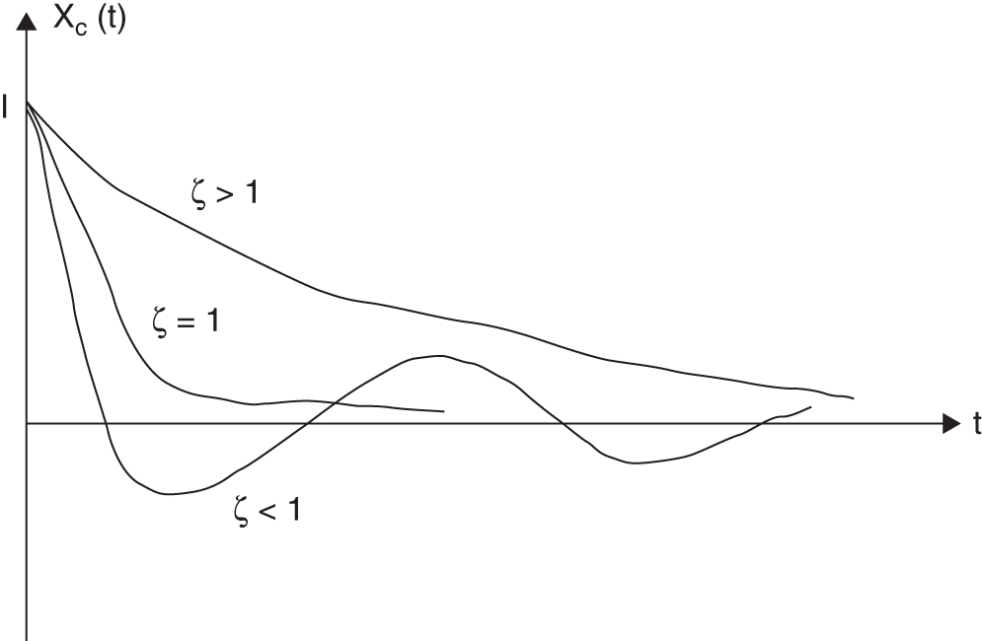 X_c (t)
I
ζ > 1
ζ = 1
t
ζ < 1